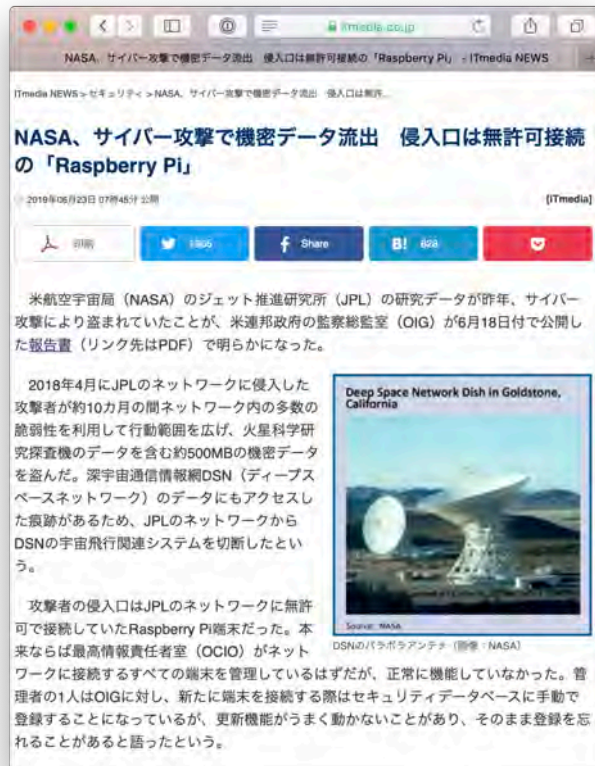 itmedia.co.jp
NASA、サイバー攻撃で機密データ流出　侵入口は無許可接続の「Raspberry Pi」 - ITmedia NEWS
ITmedia NEWS > セキュリティ > NASA、サイバー攻撃で機密データ流出　侵入口は無許...
NASA、サイバー攻撃で機密データ流出　侵入口は無許可接続
の「Raspberry Pi」
2019年06月23日 07時45分 公開
[ITmedia]
印刷
Share
B! 628
　米航空宇宙局（NASA）のジェット推進研究所（JPL）の研究データが昨年、サイバー
攻撃により盗まれていたことが、米連邦政府の監察総監室（OIG）が6月18日付で公開し
た報告書（リンク先はPDF）で明らかになった。
　2018年4月にJPLのネットワークに侵入した
攻撃者が約10カ月の間ネットワーク内の多数の
脆弱性を利用して行動範囲を広げ、火星科学研
究探査機のデータを含む約500MBの機密データ
を盗んだ。深宇宙通信情報網DSN（ディープス
ペースネットワーク）のデータにもアクセスし
た痕跡があるため、JPLのネットワークから
DSNの宇宙飛行関連システムを切断したとい
う。
Deep Space Network Dish in Goldstone,
California
Source: NASA
DSNのパラボラアンテナ（画像：NASA）
　攻撃者の侵入口はJPLのネットワークに無許
可で接続していたRaspberry Pi端末だった。本
来ならば最高情報責任者室（OCIO）がネット
ワークに接続するすべての端末を管理しているはずだが、正常に機能していなかった。管
理者の1人はOIGに対し、新たに端末を接続する際はセキュリティデータベースに手動で
登録することになっているが、更新機能がうまく動かないことがあり、そのまま登録を忘
れることがあると語ったという。